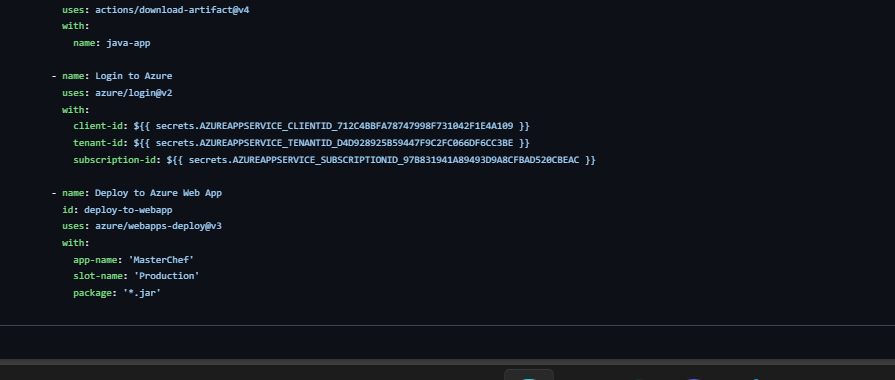 uses: actions/download-artifact@v4
with:
name: java-app
- name: Login to Azure
uses: azure/login@v2
with:
client-id: ${{ secrets.AZUREAPPSERVICE_CLIENTID_712C4BBFA78747998F731042F1E4A109 }}
tenant-id: ${{ secrets.AZUREAPPSERVICE_TENANTID_D4D928925B59447F9C2FC066DF6CC3BE }}
subscription-id: ${{ secrets.AZUREAPPSERVICE_SUBSCRIPTIONID_97B831941A89493D9A8CFBAD520CBEAC }}
- name: Deploy to Azure Web App
id: deploy-to-webapp
uses: azure/webapps-deploy@v3
with:
app-name: 'MasterChef'
slot-name: 'Production'
package: '*.jar'